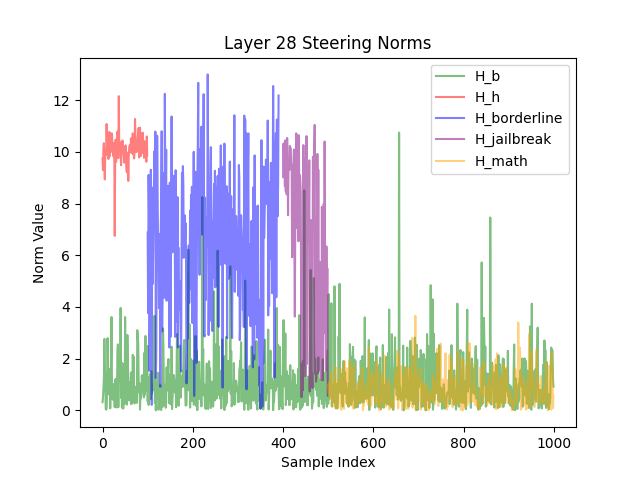 Layer 28 Steering Norms
H_b
H_h
H_borderline
H_jailbreak
H_math
Norm Value
12
10
8
6
4
2
0
0
200
400
600
800
1000
Sample Index